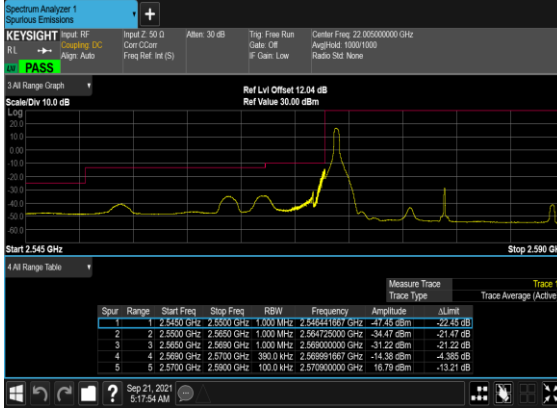 Spectrum Analyzer 1
Spurious Emissions
+
KEYSIGHT Input: RF Input Z: 50 Ω Atten: 30 dB Trig: Free Run Center Freq: 22.005000000 GHz
RL Coupling: DC Corr CCorr Gate: Off Avg|Hold: 1000/1000
Align: Auto Freq Ref: Int (S) IF Gain: Low Radio Std: None
LXI PASS
3 All Range Graph
Ref Lvl Offset 12.04 dB
Scale/Div 10.0 dB Ref Value 30.00 dBm
Log
20.0
10.0
0.00
-10.0
-20.0
-30.0
-40.0
-50.0
-60.0
Start 2.545 GHz Stop 2.590 G
4 All Range Table
Measure Trace Trace 1
Trace Type Trace Average (Active
Spur Range Start Freq Stop Freq RBW Frequency Amplitude ΔLimit
1 1 2.5450 GHz 2.5500 GHz 1.000 MHz 2.546441667 GHz -47.45 dBm -22.45 dB
2 2 2.5500 GHz 2.5650 GHz 1.000 MHz 2.564725000 GHz -34.47 dBm -21.47 dB
3 3 2.5650 GHz 2.5690 GHz 1.000 MHz 2.569000000 GHz -31.22 dBm -21.22 dB
4 4 2.5690 GHz 2.5700 GHz 390.0 kHz 2.569991667 GHz -14.38 dBm -4.385 dB
5 5 2.5700 GHz 2.5900 GHz 100.0 kHz 2.570900000 GHz 16.79 dBm -13.21 dB
?
Sep 21, 2021
5:17:54 AM